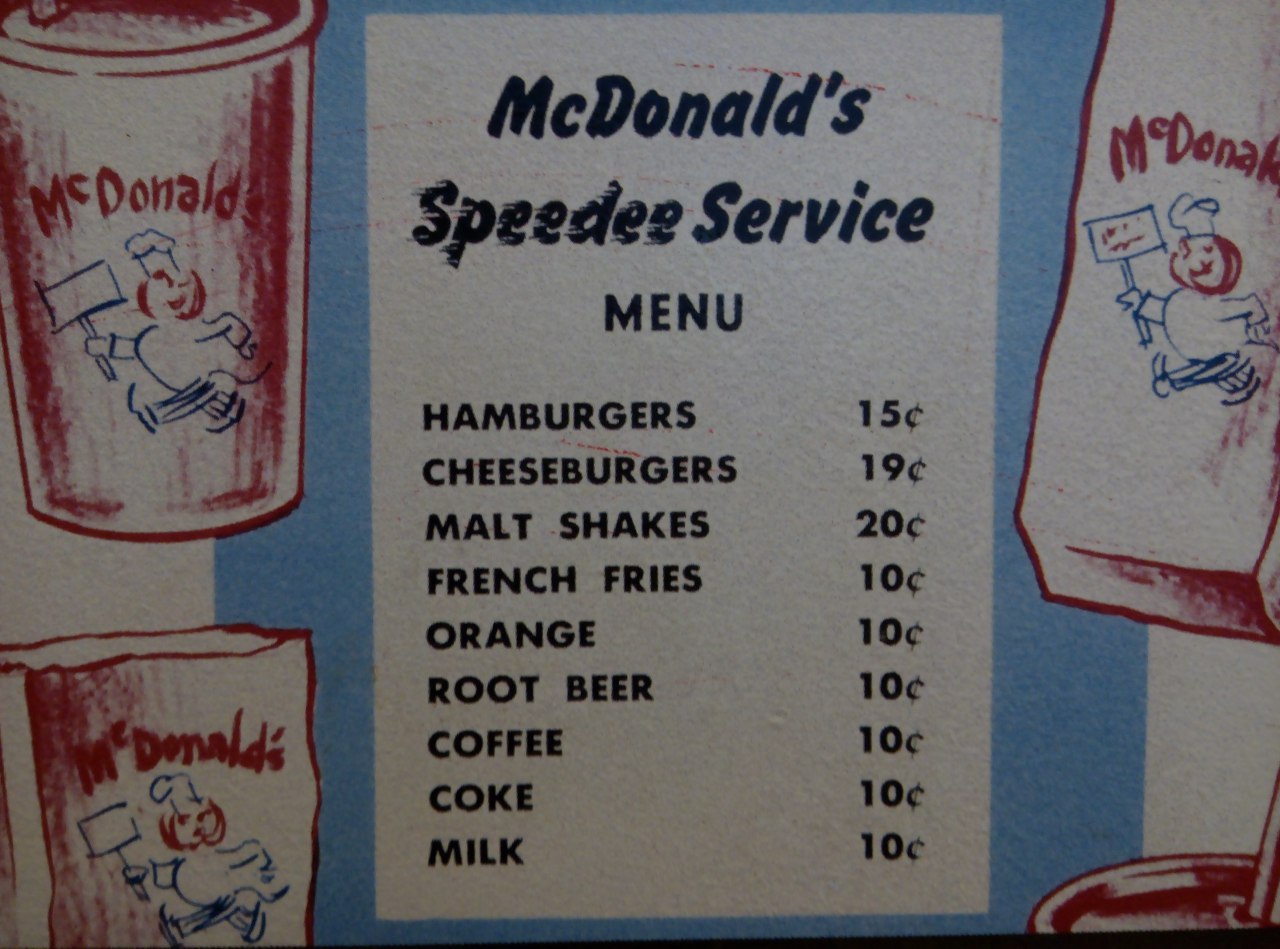 McDonald's
Speedee Service
MENU
HAMBURGERS 15¢
CHEESEBURGERS 19¢
MALT SHAKES 20¢
FRENCH FRIES 10¢
ORANGE 10¢
ROOT BEER 10¢
COFFEE 10¢
COKE 10¢
MILK 10¢
McDonald's
McDonald
McDonald's